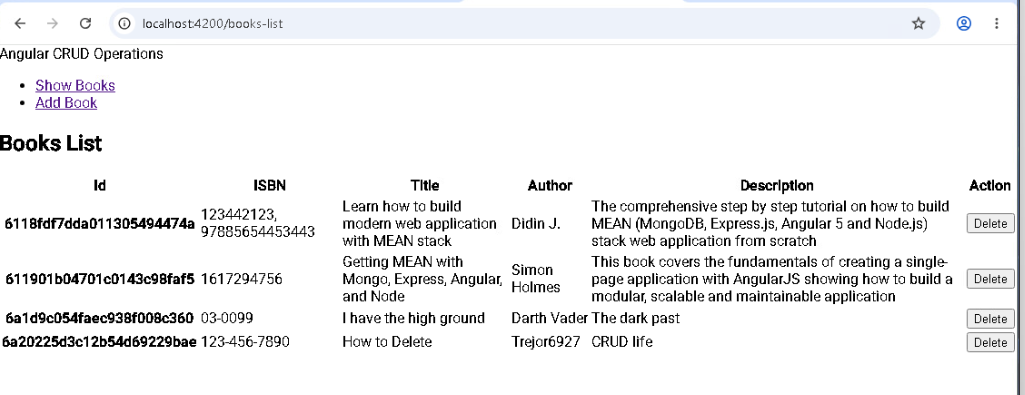 localhost:4200/books-list
Angular CRUD Operations
Show Books
Add Book
Books List
Id ISBN Title Author Description Action
6118fdf7dda011305494474a 123442123, 97885654453443 Learn how to build modern web application with MEAN stack Didin J. The comprehensive step by step tutorial on how to build MEAN (MongoDB, Express.js, Angular 5 and Node.js) stack web application from scratch Delete
611901b04701c0143c98faf5 1617294756 Getting MEAN with Mongo, Express, Angular, and Node Simon Holmes This book covers the fundamentals of creating a single-page application with AngularJS showing how to build a modular, scalable and maintainable application Delete
6a1d9c054faec938f008c360 03-0099 I have the high ground Darth Vader The dark past Delete
6a20225d3c12b54d69229bae 123-456-7890 How to Delete Trejor6927 CRUD life Delete